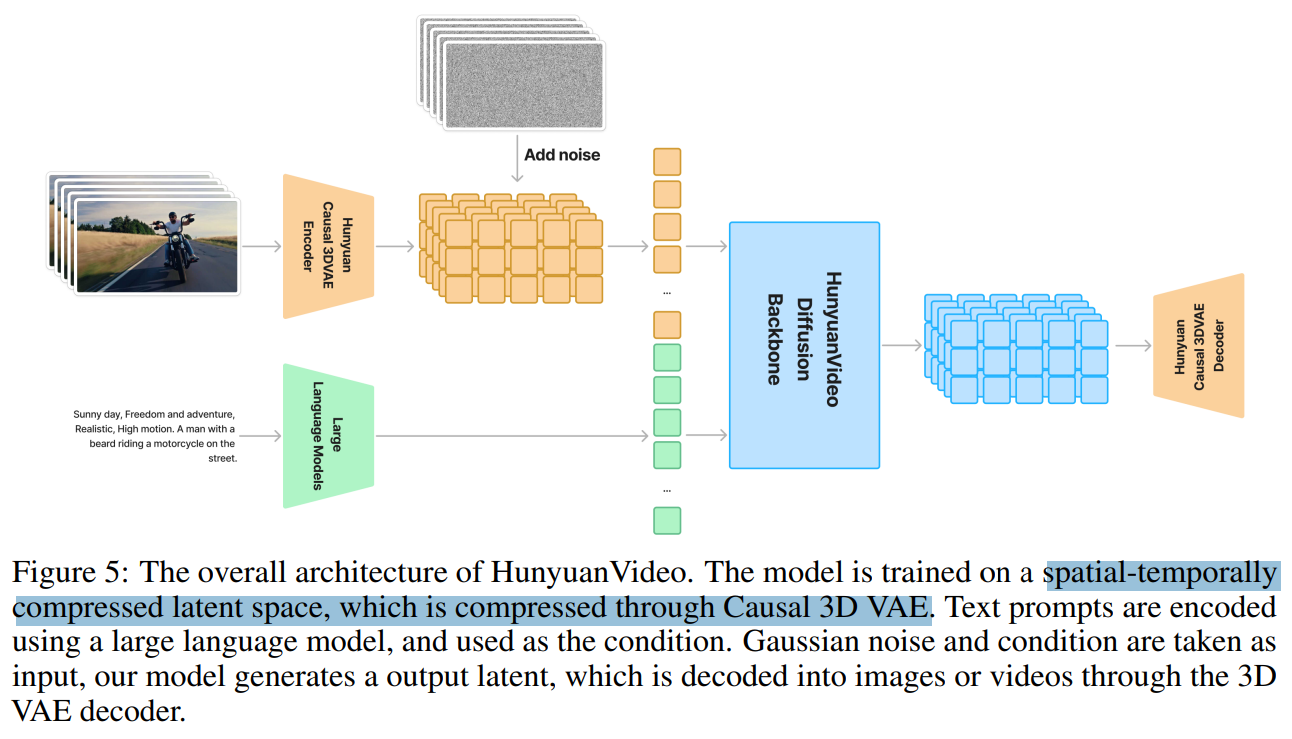 Add noise
Hunyuan
Causal 3DVAE
Encoder
...
HunyuanVideo
Diffusion
Backbone
Hunyuan
Causal 3DVAE
Decoder
Sunny day, Freedom and adventure,
Realistic, High motion. A man with a
beard riding a motorcycle on the
street.
Large
Language Models
...
Figure 5: The overall architecture of HunyuanVideo. The model is trained on a spatial-temporally
compressed latent space, which is compressed through Causal 3D VAE. Text prompts are encoded
using a large language model, and used as the condition. Gaussian noise and condition are taken as
input, our model generates a output latent, which is decoded into images or videos through the 3D
VAE decoder.